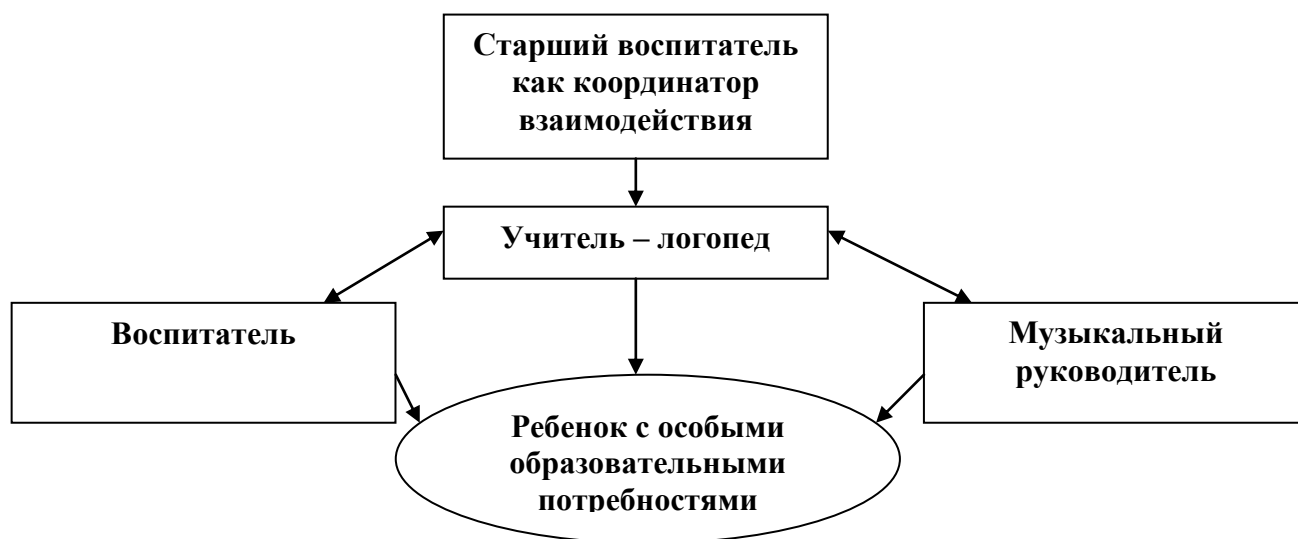 Старший воспитатель
как координатор
взаимодействия
Учитель – логопед
Воспитатель
Музыкальный
руководитель
Ребенок с особыми
образовательными
потребностями